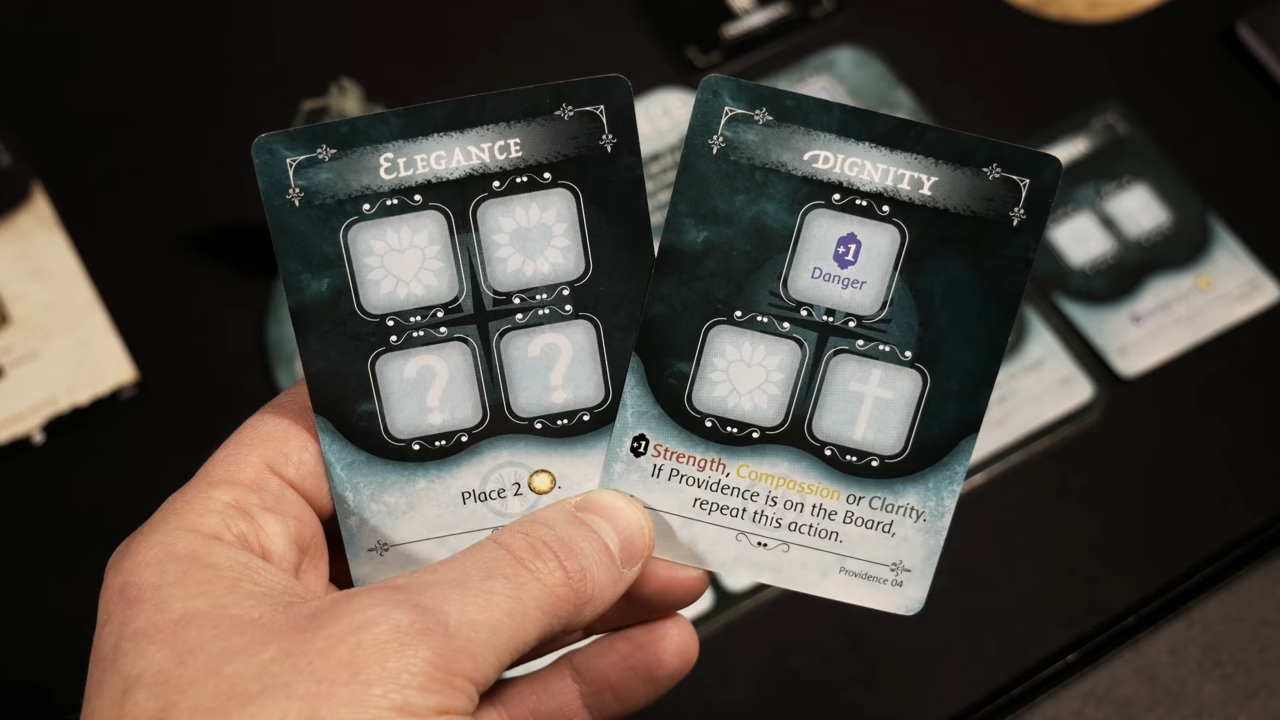 ELEGANCE
?
?
Place 2 .
DIGNITY
+1
Danger
+1 Strength, Compassion or Clarity.
If Providence is on the Board,
repeat this action.
Providence 04